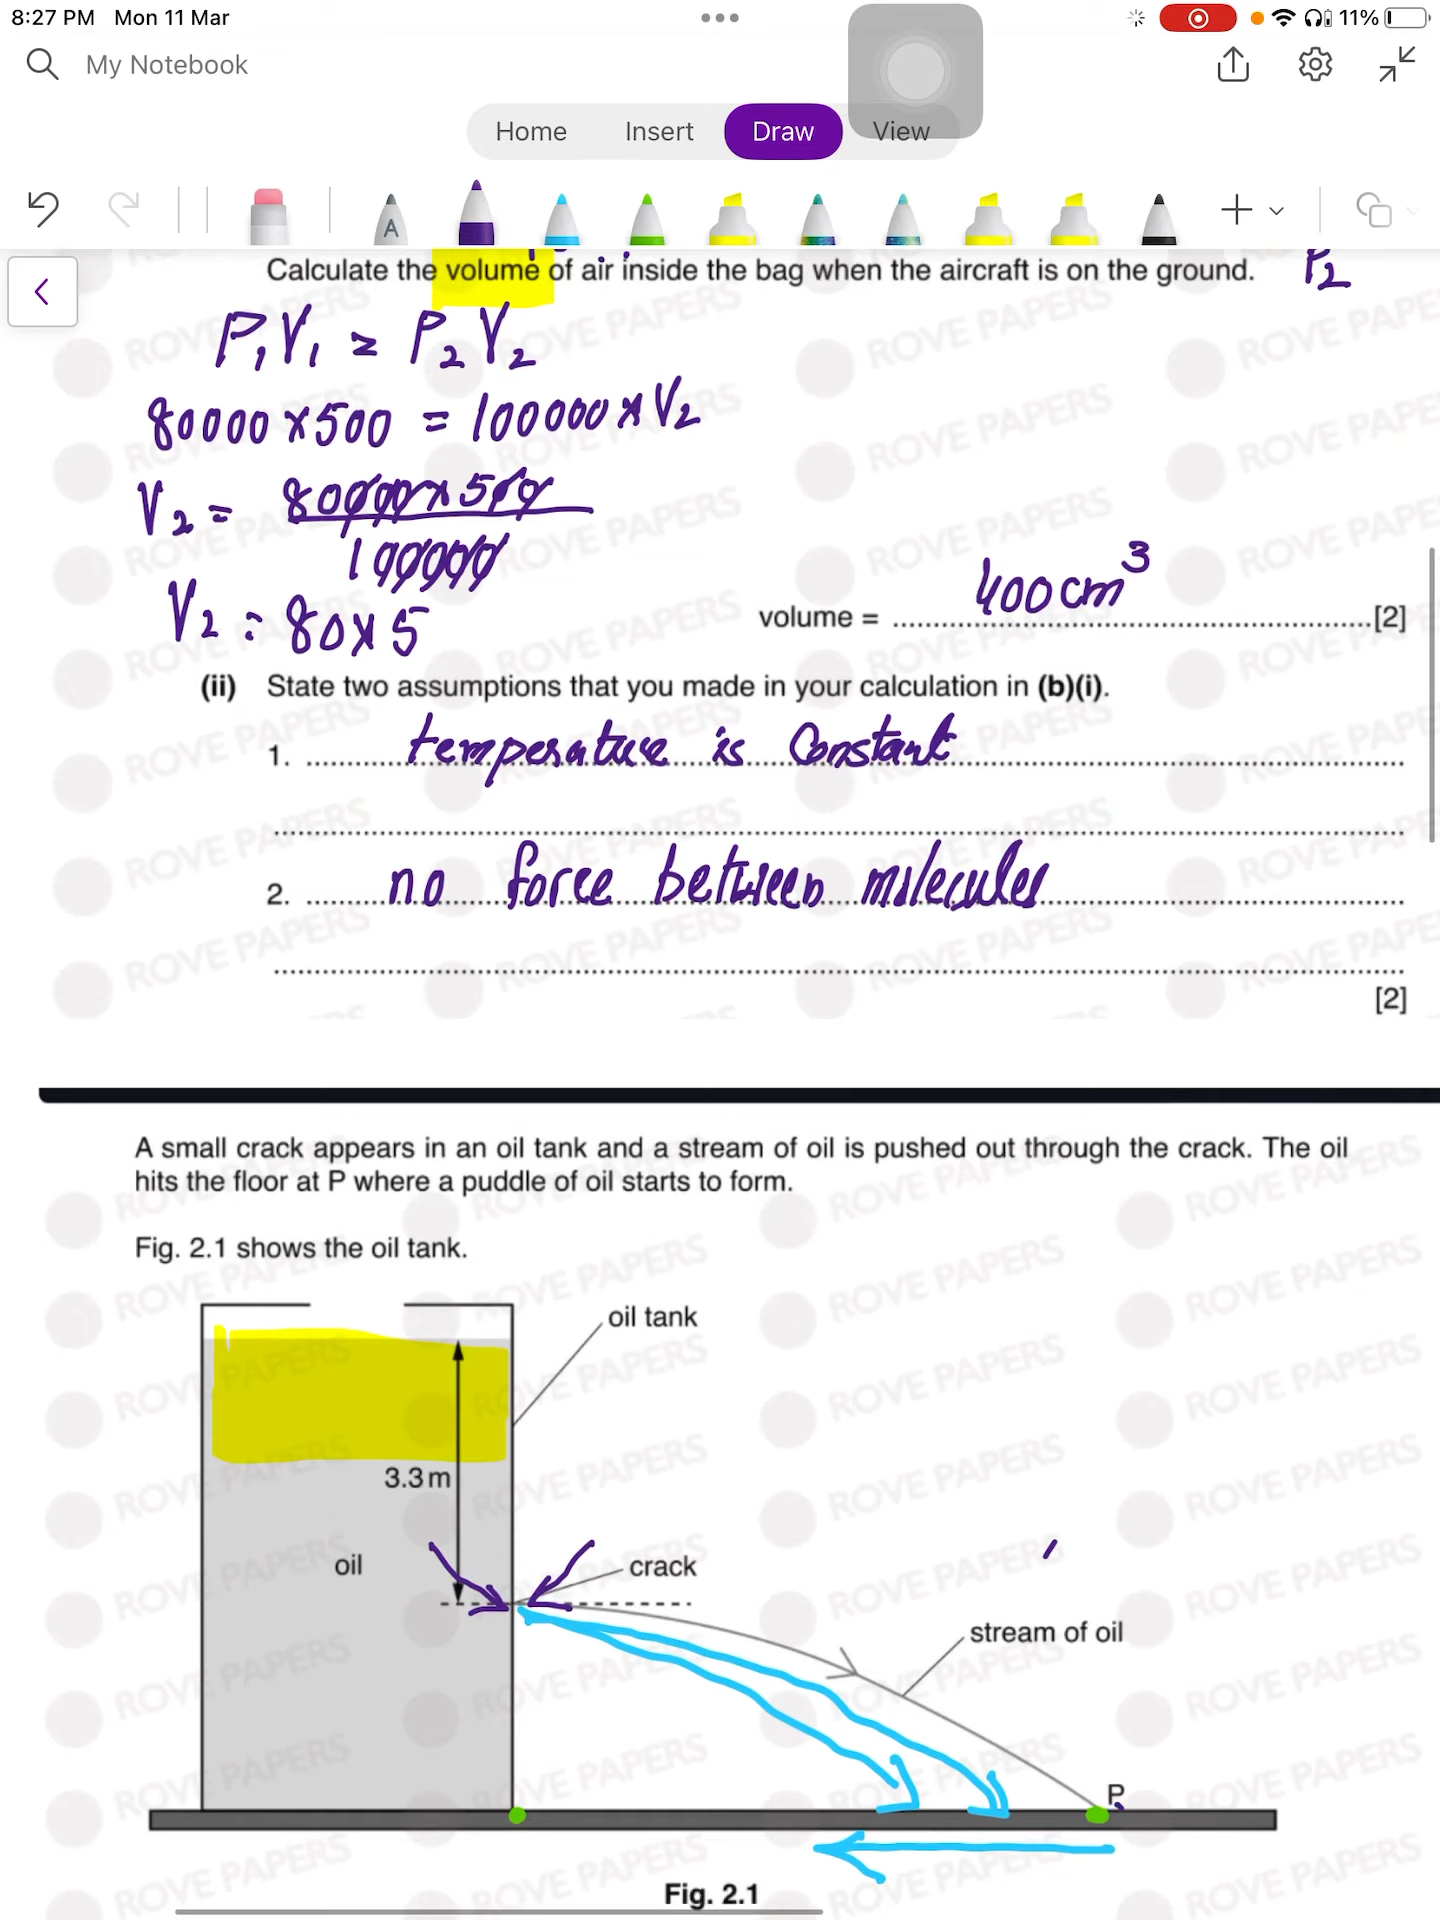 8:27 PM Mon 11 Mar
11%
My Notebook
Home Insert Draw View
A
Calculate the volume of air inside the bag when the aircraft is on the ground. P2
P1V1 = P2V2
80000 x 500 = 100000 x V2
V2 = 80000 x 500
100000
V2 = 80 x 5
volume = 400 cm3 [2]
(ii) State two assumptions that you made in your calculation in (b)(i).
1. temperature is Constant
2. no force between molecules
[2]
A small crack appears in an oil tank and a stream of oil is pushed out through the crack. The oil
hits the floor at P where a puddle of oil starts to form.
Fig. 2.1 shows the oil tank.
oil tank
3.3 m
oil
crack
stream of oil
P
Fig. 2.1
ROVE PAPERS